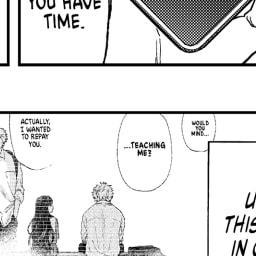 YOU HAVE
TIME.
WOULD
YOU
MIND...
...TEACHING
ME?
ACTUALLY,
I WANTED
TO REPAY
YOU.
THIS
IN